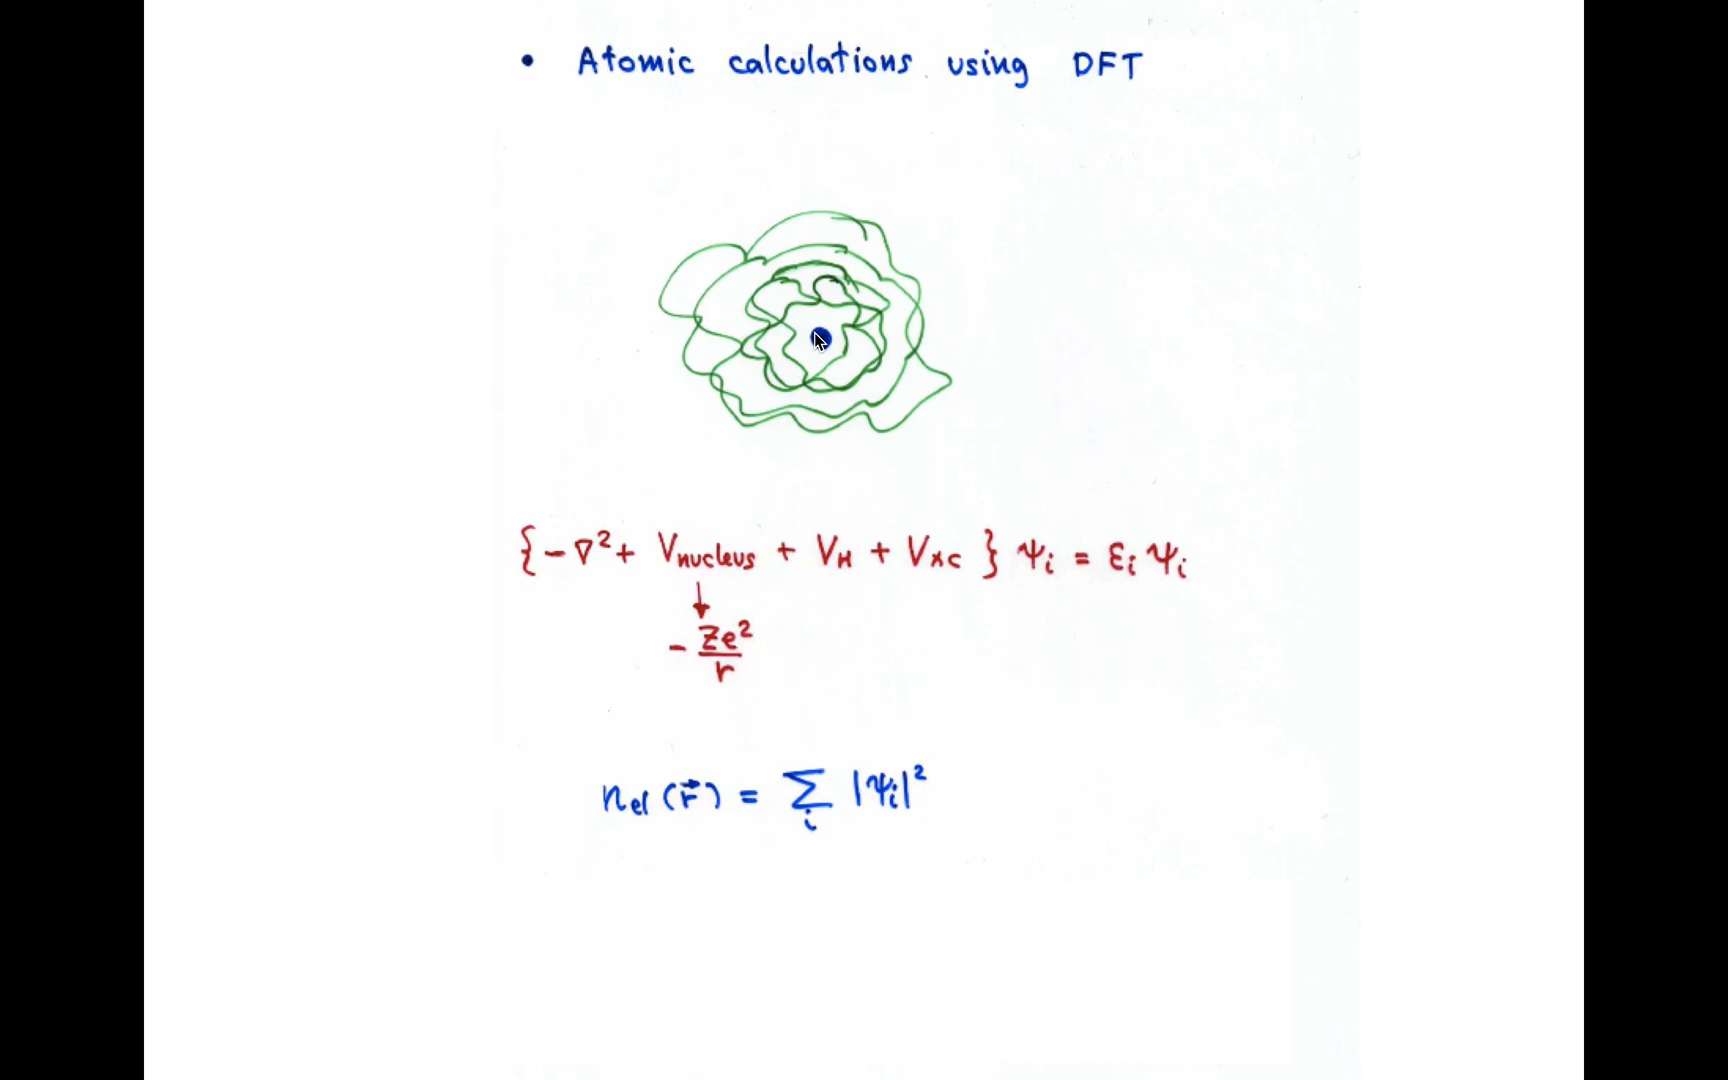 • Atomic calculations using DFT
{-∇²+ Vnucleus + VH + Vxc } Ψi = εi Ψi
↓
- Ze²/r
nel (r⃗) = Σi |Ψi|²